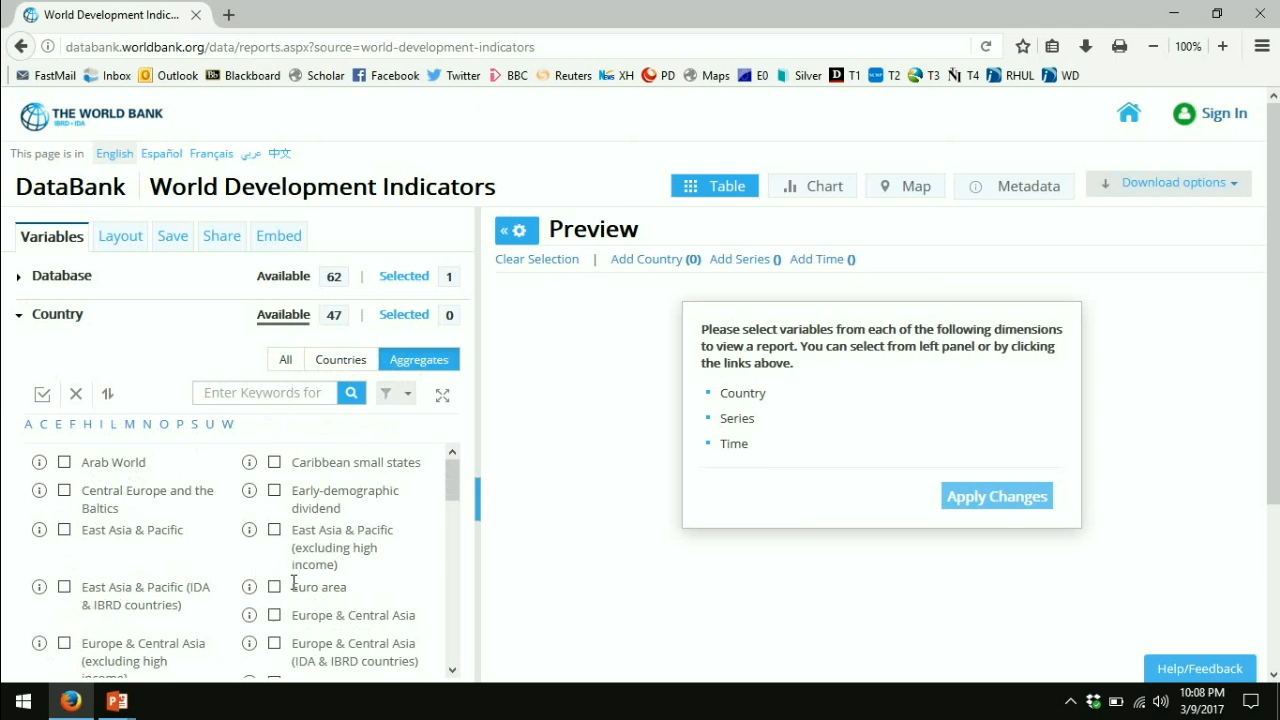 World Development Indic...
databank.worldbank.org/data/reports.aspx?source=world-development-indicators
100%
FastMail Inbox Outlook Blackboard Scholar Facebook Twitter BBC Reuters XH PD Maps E0 Silver T1 T2 T3 T4 RHUL WD
THE WORLD BANK
IBRD • IDA
Sign In
This page is in English Español Français عربي 中文
DataBank World Development Indicators
Table Chart Map Metadata Download options
Variables Layout Save Share Embed
« Preview
Clear Selection | Add Country (0) Add Series () Add Time ()
Database Available 62 | Selected 1
Country Available 47 | Selected 0
All Countries Aggregates
Enter Keywords for
A C E F H I L M N O P S U W
Arab World
Caribbean small states
Central Europe and the
Baltics
Early-demographic
dividend
East Asia & Pacific
East Asia & Pacific
(excluding high
income)
East Asia & Pacific (IDA
& IBRD countries)
Euro area
Europe & Central Asia
Europe & Central Asia
(excluding high
income)
Europe & Central Asia
(IDA & IBRD countries)
Please select variables from each of the following dimensions
to view a report. You can select from left panel or by clicking
the links above.
Country
Series
Time
Apply Changes
Help/Feedback
10:08 PM
3/9/2017